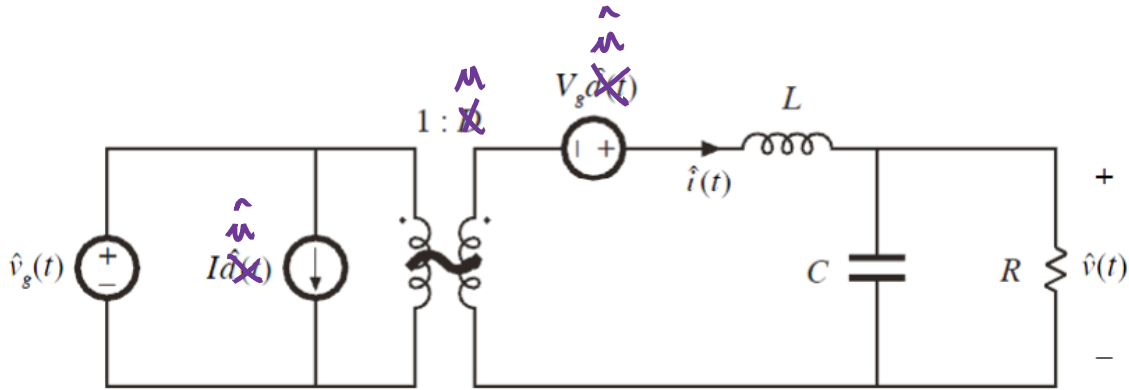 V_g d̂(t)
1 : D
L
î(t)
+
− +
v̂_g(t)
+
−
I d̂(t)
C
R
v̂(t)
−